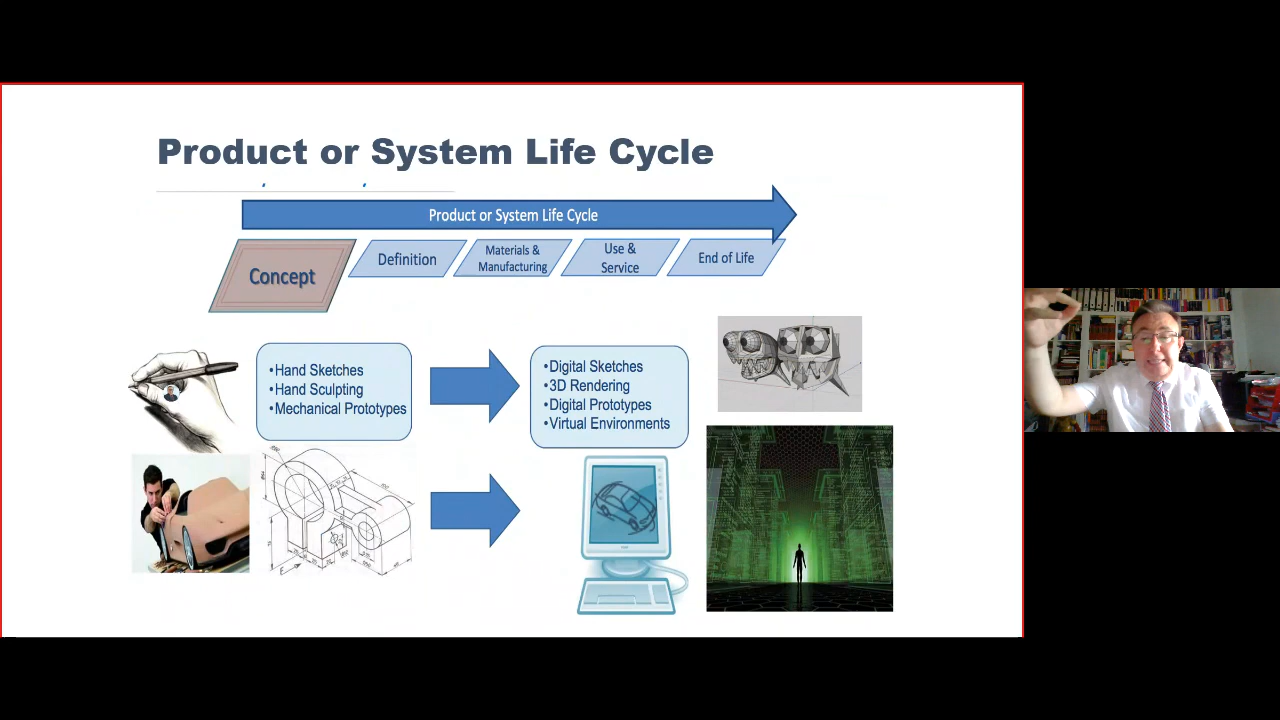 Product or System Life Cycle
Product or System Life Cycle
Concept
Definition
Materials &
Manufacturing
Use &
Service
End of Life
•Hand Sketches
•Hand Sculpting
•Mechanical Prototypes
•Digital Sketches
•3D Rendering
•Digital Prototypes
•Virtual Environments